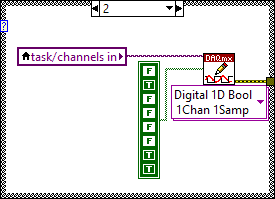 2
?
task/channels in
DAQmx
F
T
F
F
F
F
T
T
Digital 1D Bool
1Chan 1Samp